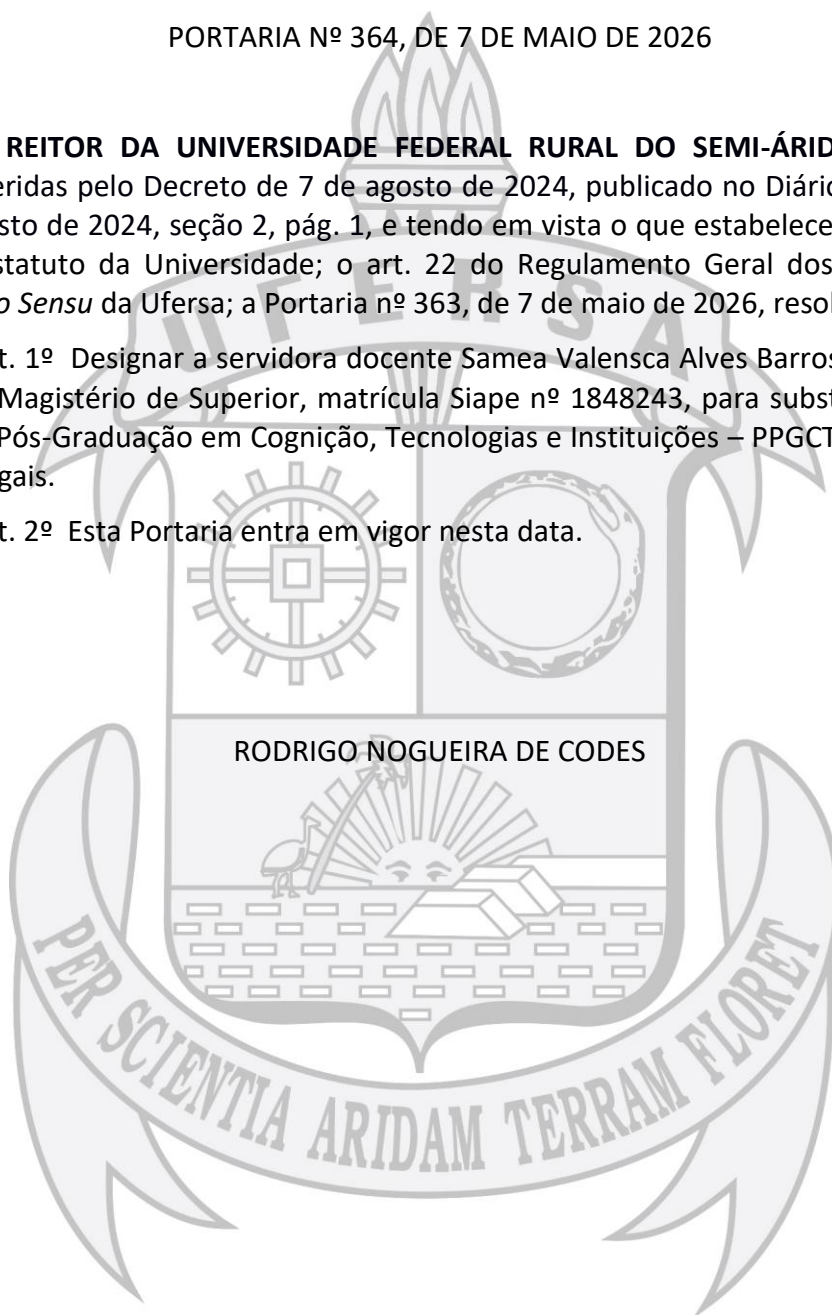 PORTARIA Nº 364, DE 7 DE MAIO DE 2026
REITOR DA UNIVERSIDADE FEDERAL RURAL DO SEMI-ÁRID
eridas pelo Decreto de 7 de agosto de 2024, publicado no Diário
sto de 2024, seção 2, pág. 1, e tendo em vista o que estabelece
statuto da Universidade; o art. 22 do Regulamento Geral dos
o Sensu da Ufersa; a Portaria nº 363, de 7 de maio de 2026, resol
t. 1º Designar a servidora docente Samea Valensca Alves Barros
Magistério de Superior, matrícula Siape nº 1848243, para subst
Pós-Graduação em Cognição, Tecnologias e Instituições – PPGCT
gais.
t. 2º Esta Portaria entra em vigor nesta data.
RODRIGO NOGUEIRA DE CODES
UFERSA
PER SCIENTIA ARIDAM TERRAM FLORET